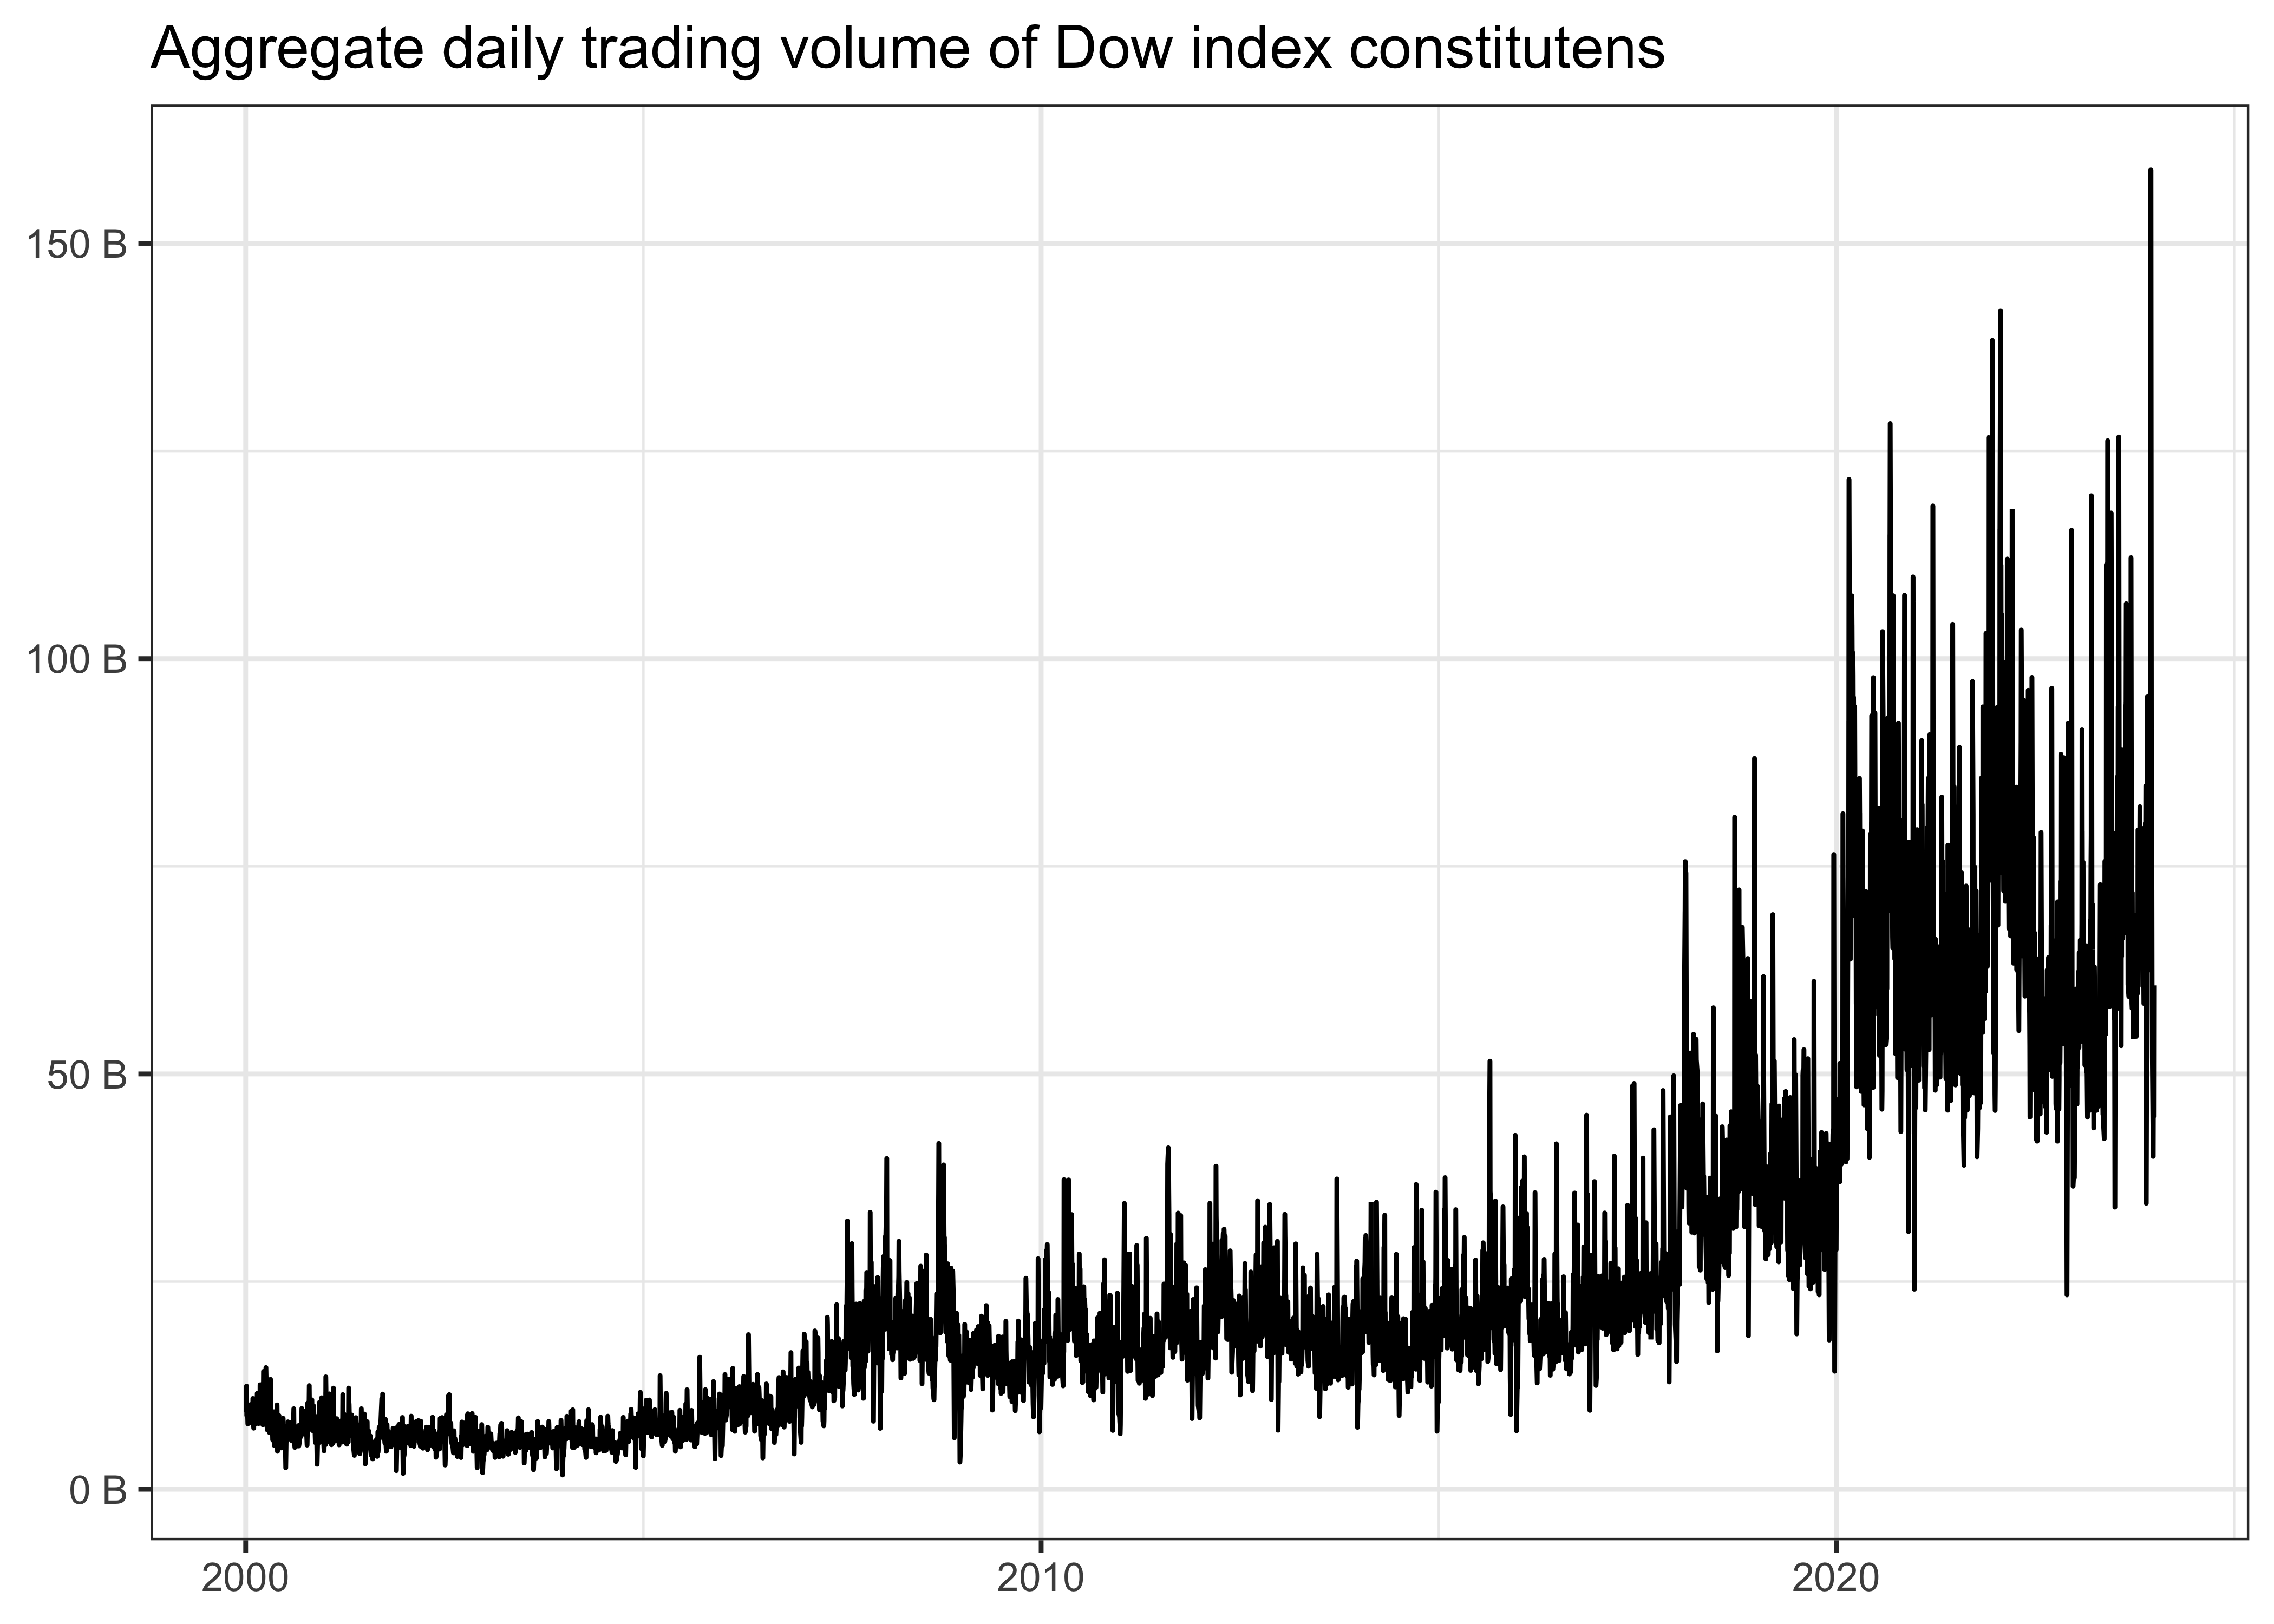 Aggregate daily trading volume of Dow index constitutens
150 B
100 B
50 B
0 B
2000 2010 2020